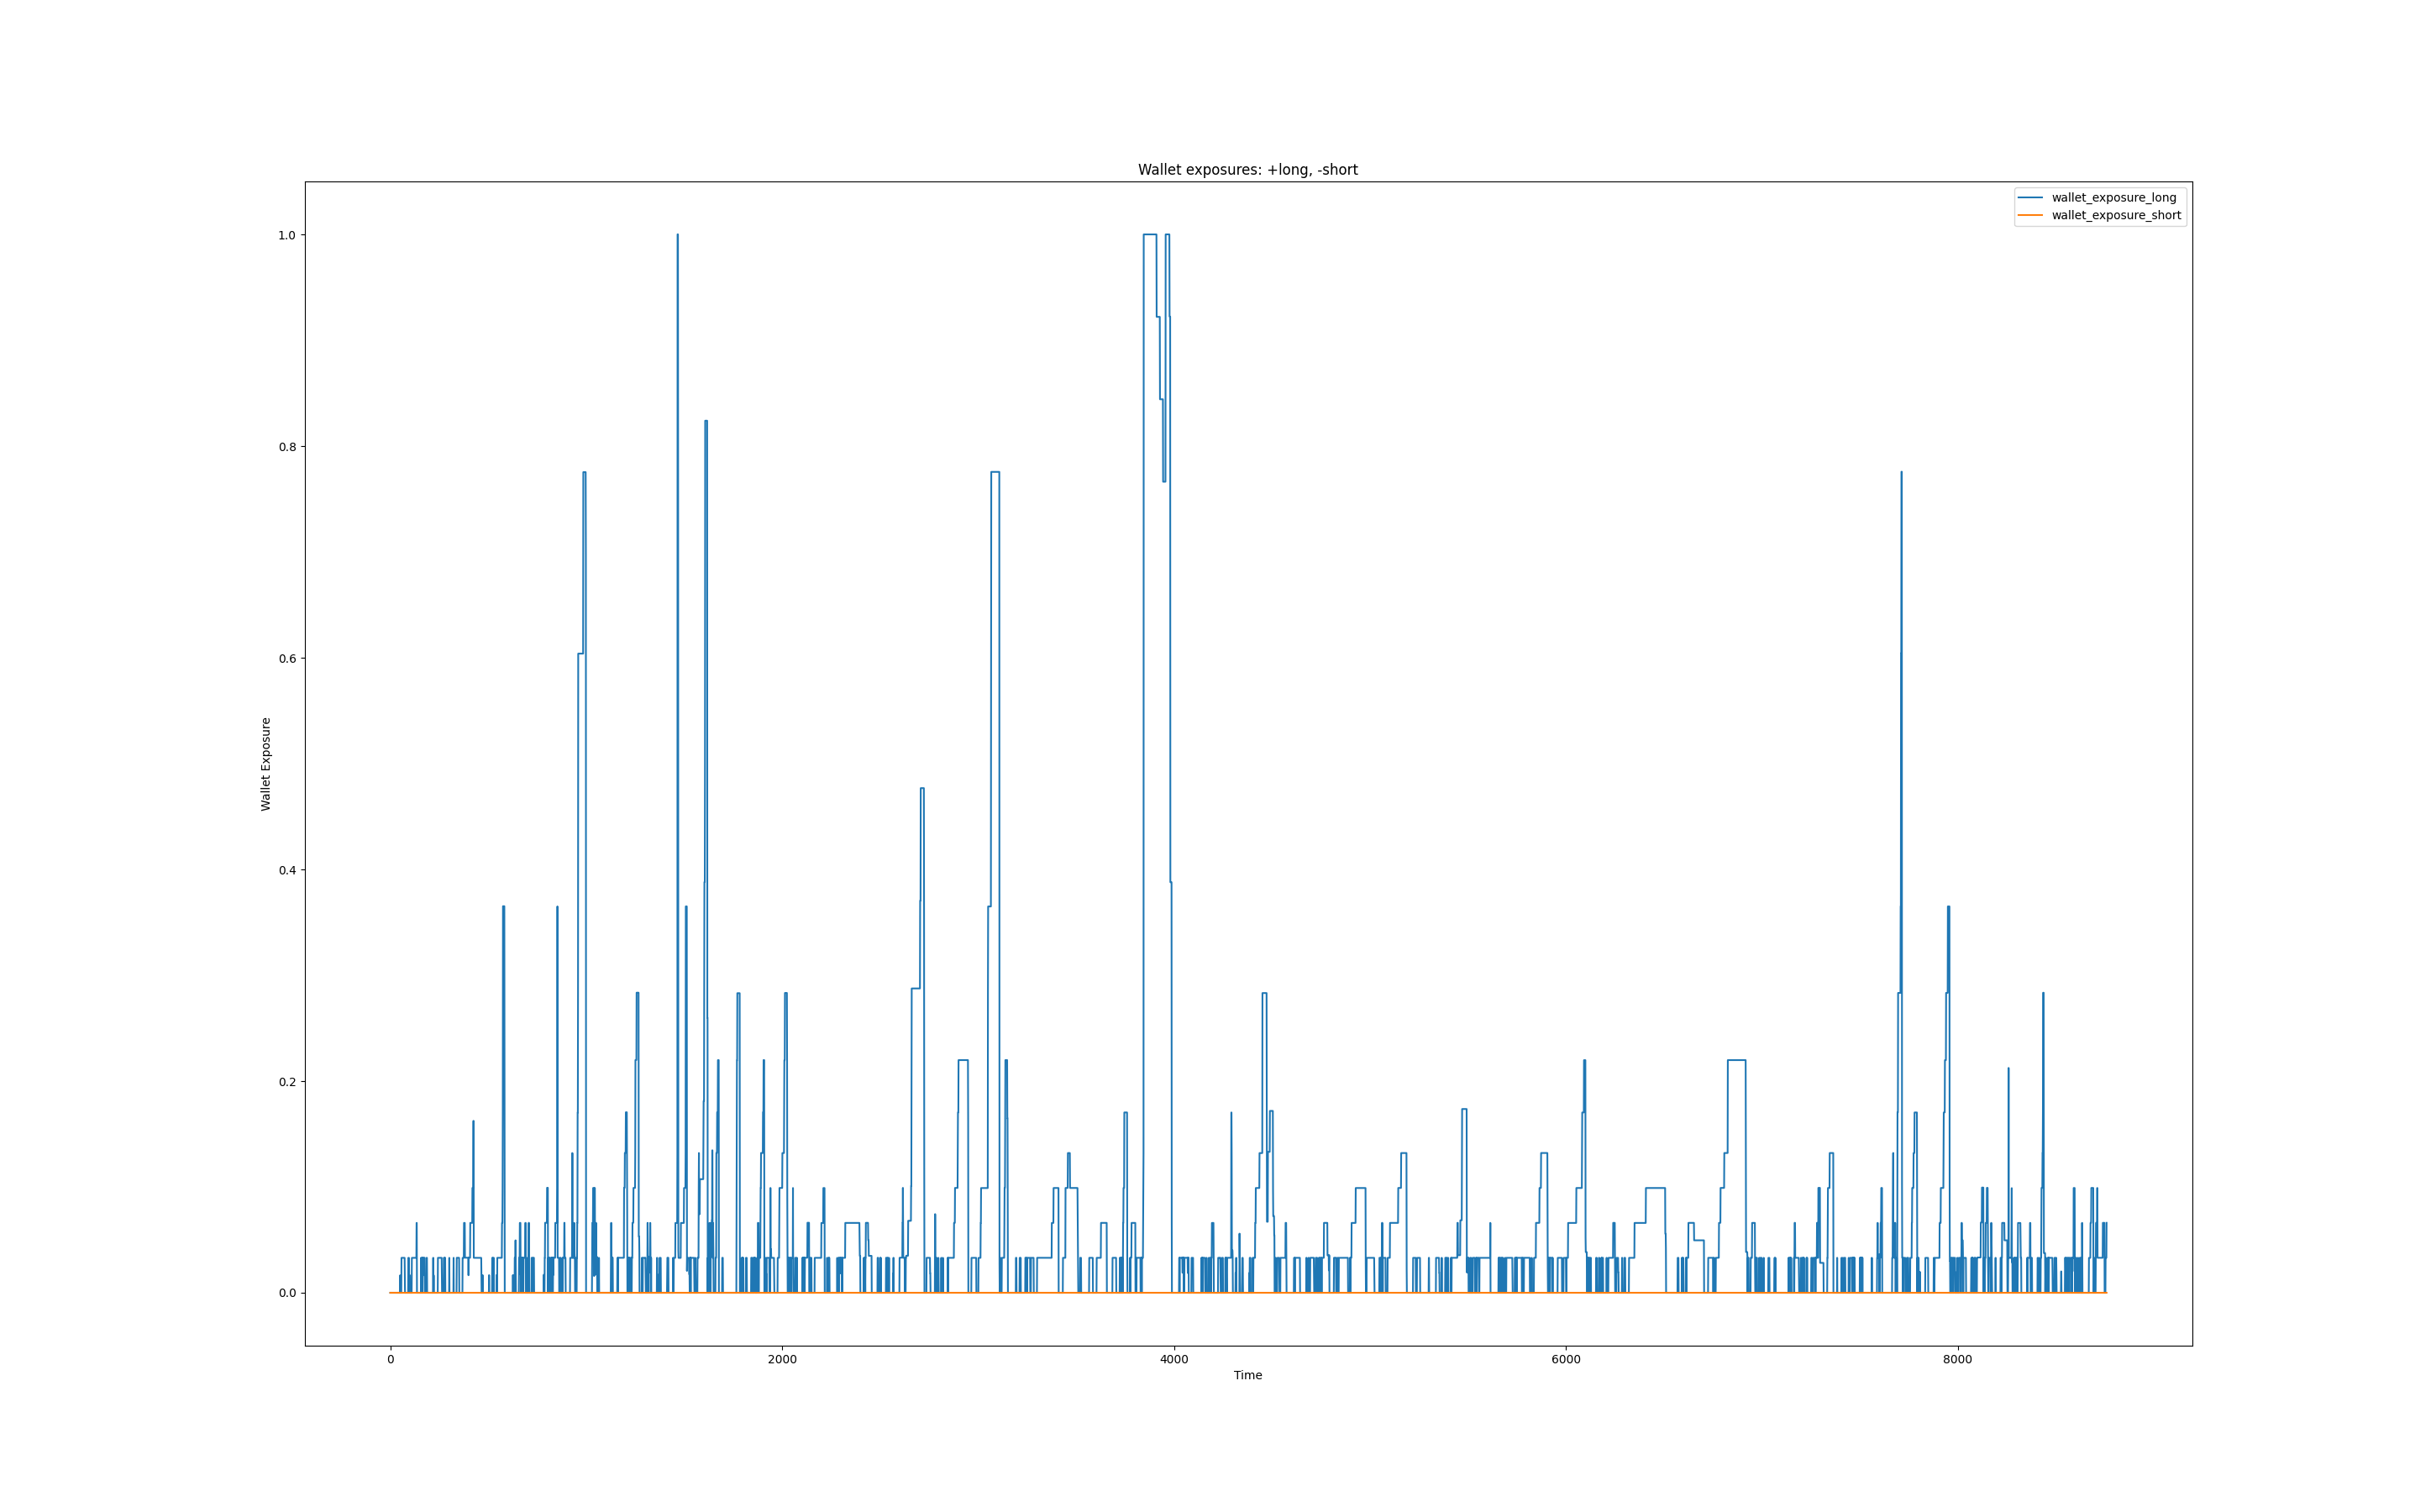 Wallet exposures: +long, -short
wallet_exposure_long
wallet_exposure_short
1.0
0.8
0.6
0.4
0.2
0.0
Wallet Exposure
0 2000 4000 6000 8000
Time